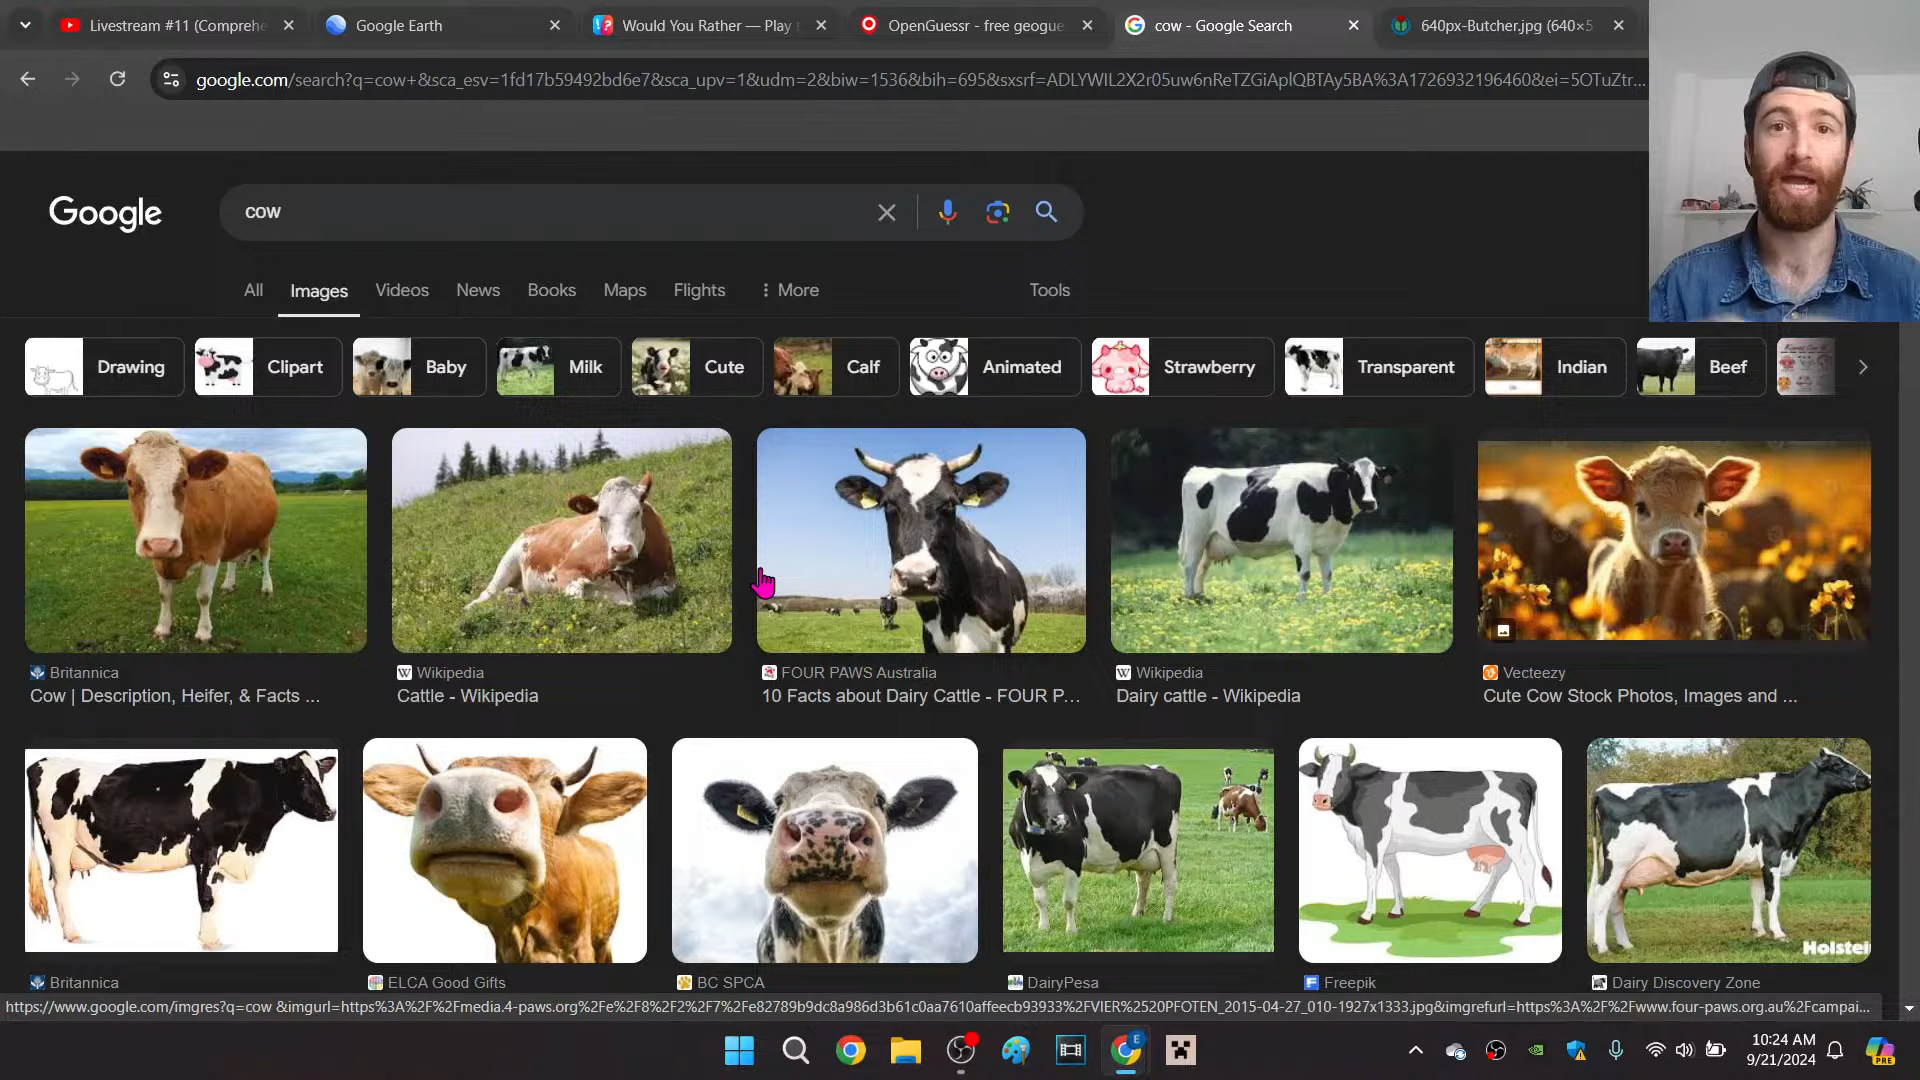 Livestream #11 (Comprehe
Google Earth
Would You Rather — Play
OpenGuessr - free geogue
cow - Google Search
640px-Butcher.jpg (640×5
google.com/search?q=cow+&sca_esv=1fd17b59492bd6e7&sca_upv=1&udm=2&biw=1536&bih=695&sxsrf=ADLYWIL2X2r05uw6nReTZGiAplQBTAy5BA%3A1726932196460&ei=5OTuZtr...
Google
cow
All
Images
Videos
News
Books
Maps
Flights
More
Tools
Drawing
Clipart
Baby
Milk
Cute
Calf
Animated
Strawberry
Transparent
Indian
Beef
Britannica
Cow | Description, Heifer, & Facts ...
Wikipedia
Cattle - Wikipedia
FOUR PAWS Australia
10 Facts about Dairy Cattle - FOUR P...
Wikipedia
Dairy cattle - Wikipedia
Vecteezy
Cute Cow Stock Photos, Images and ...
Holstei
Britannica
ELCA Good Gifts
BC SPCA
DairyPesa
Freepik
Dairy Discovery Zone
https://www.google.com/imgres?q=cow &imgurl=https%3A%2F%2Fmedia.4-paws.org%2Fe%2F8%2F2%2F7%2Fe82789b9dc8a986d3b61c0aa7610affeecb93933%2FVIER%2520PFOTEN_2015-04-27_010-1927x1333.jpg&imgrefurl=https%3A%2F%2Fwww.four-paws.org.au%2Fcampai...
E
10:24 AM
9/21/2024
PRE